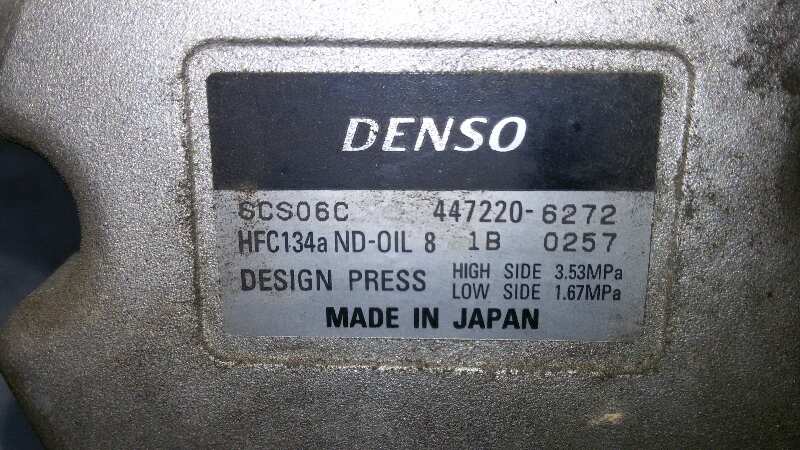 DENSO
SCS06C 447220-6272
HFC134a ND-OIL 8 1B 0257
DESIGN PRESS HIGH SIDE 3.53MPa
LOW SIDE 1.67MPa
MADE IN JAPAN